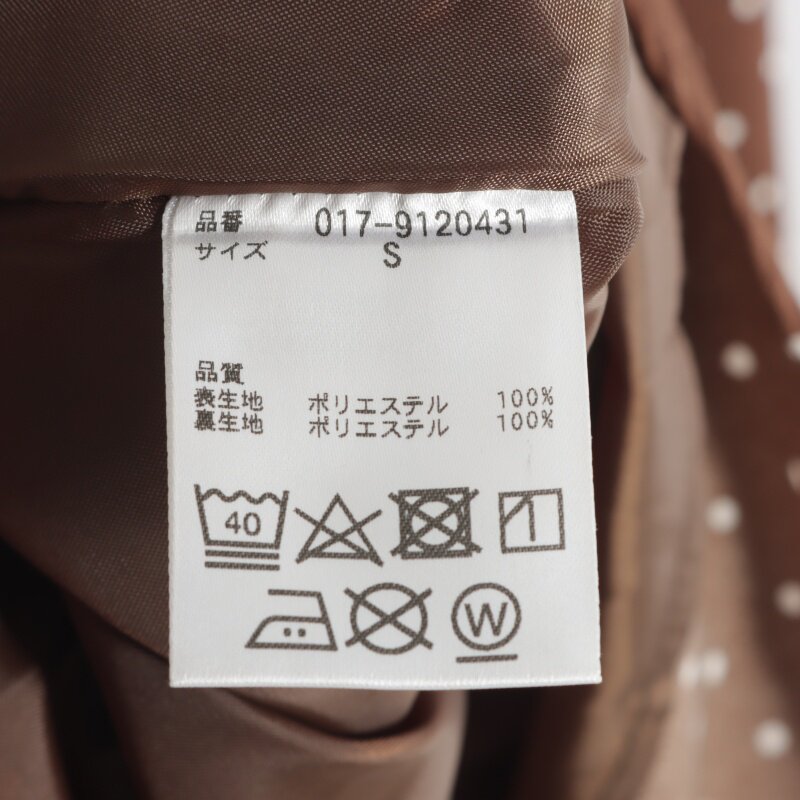 品番 017-9120431
サイズ S
品質
表生地 ポリエステル 100%
裏生地 ポリエステル 100%
40
W